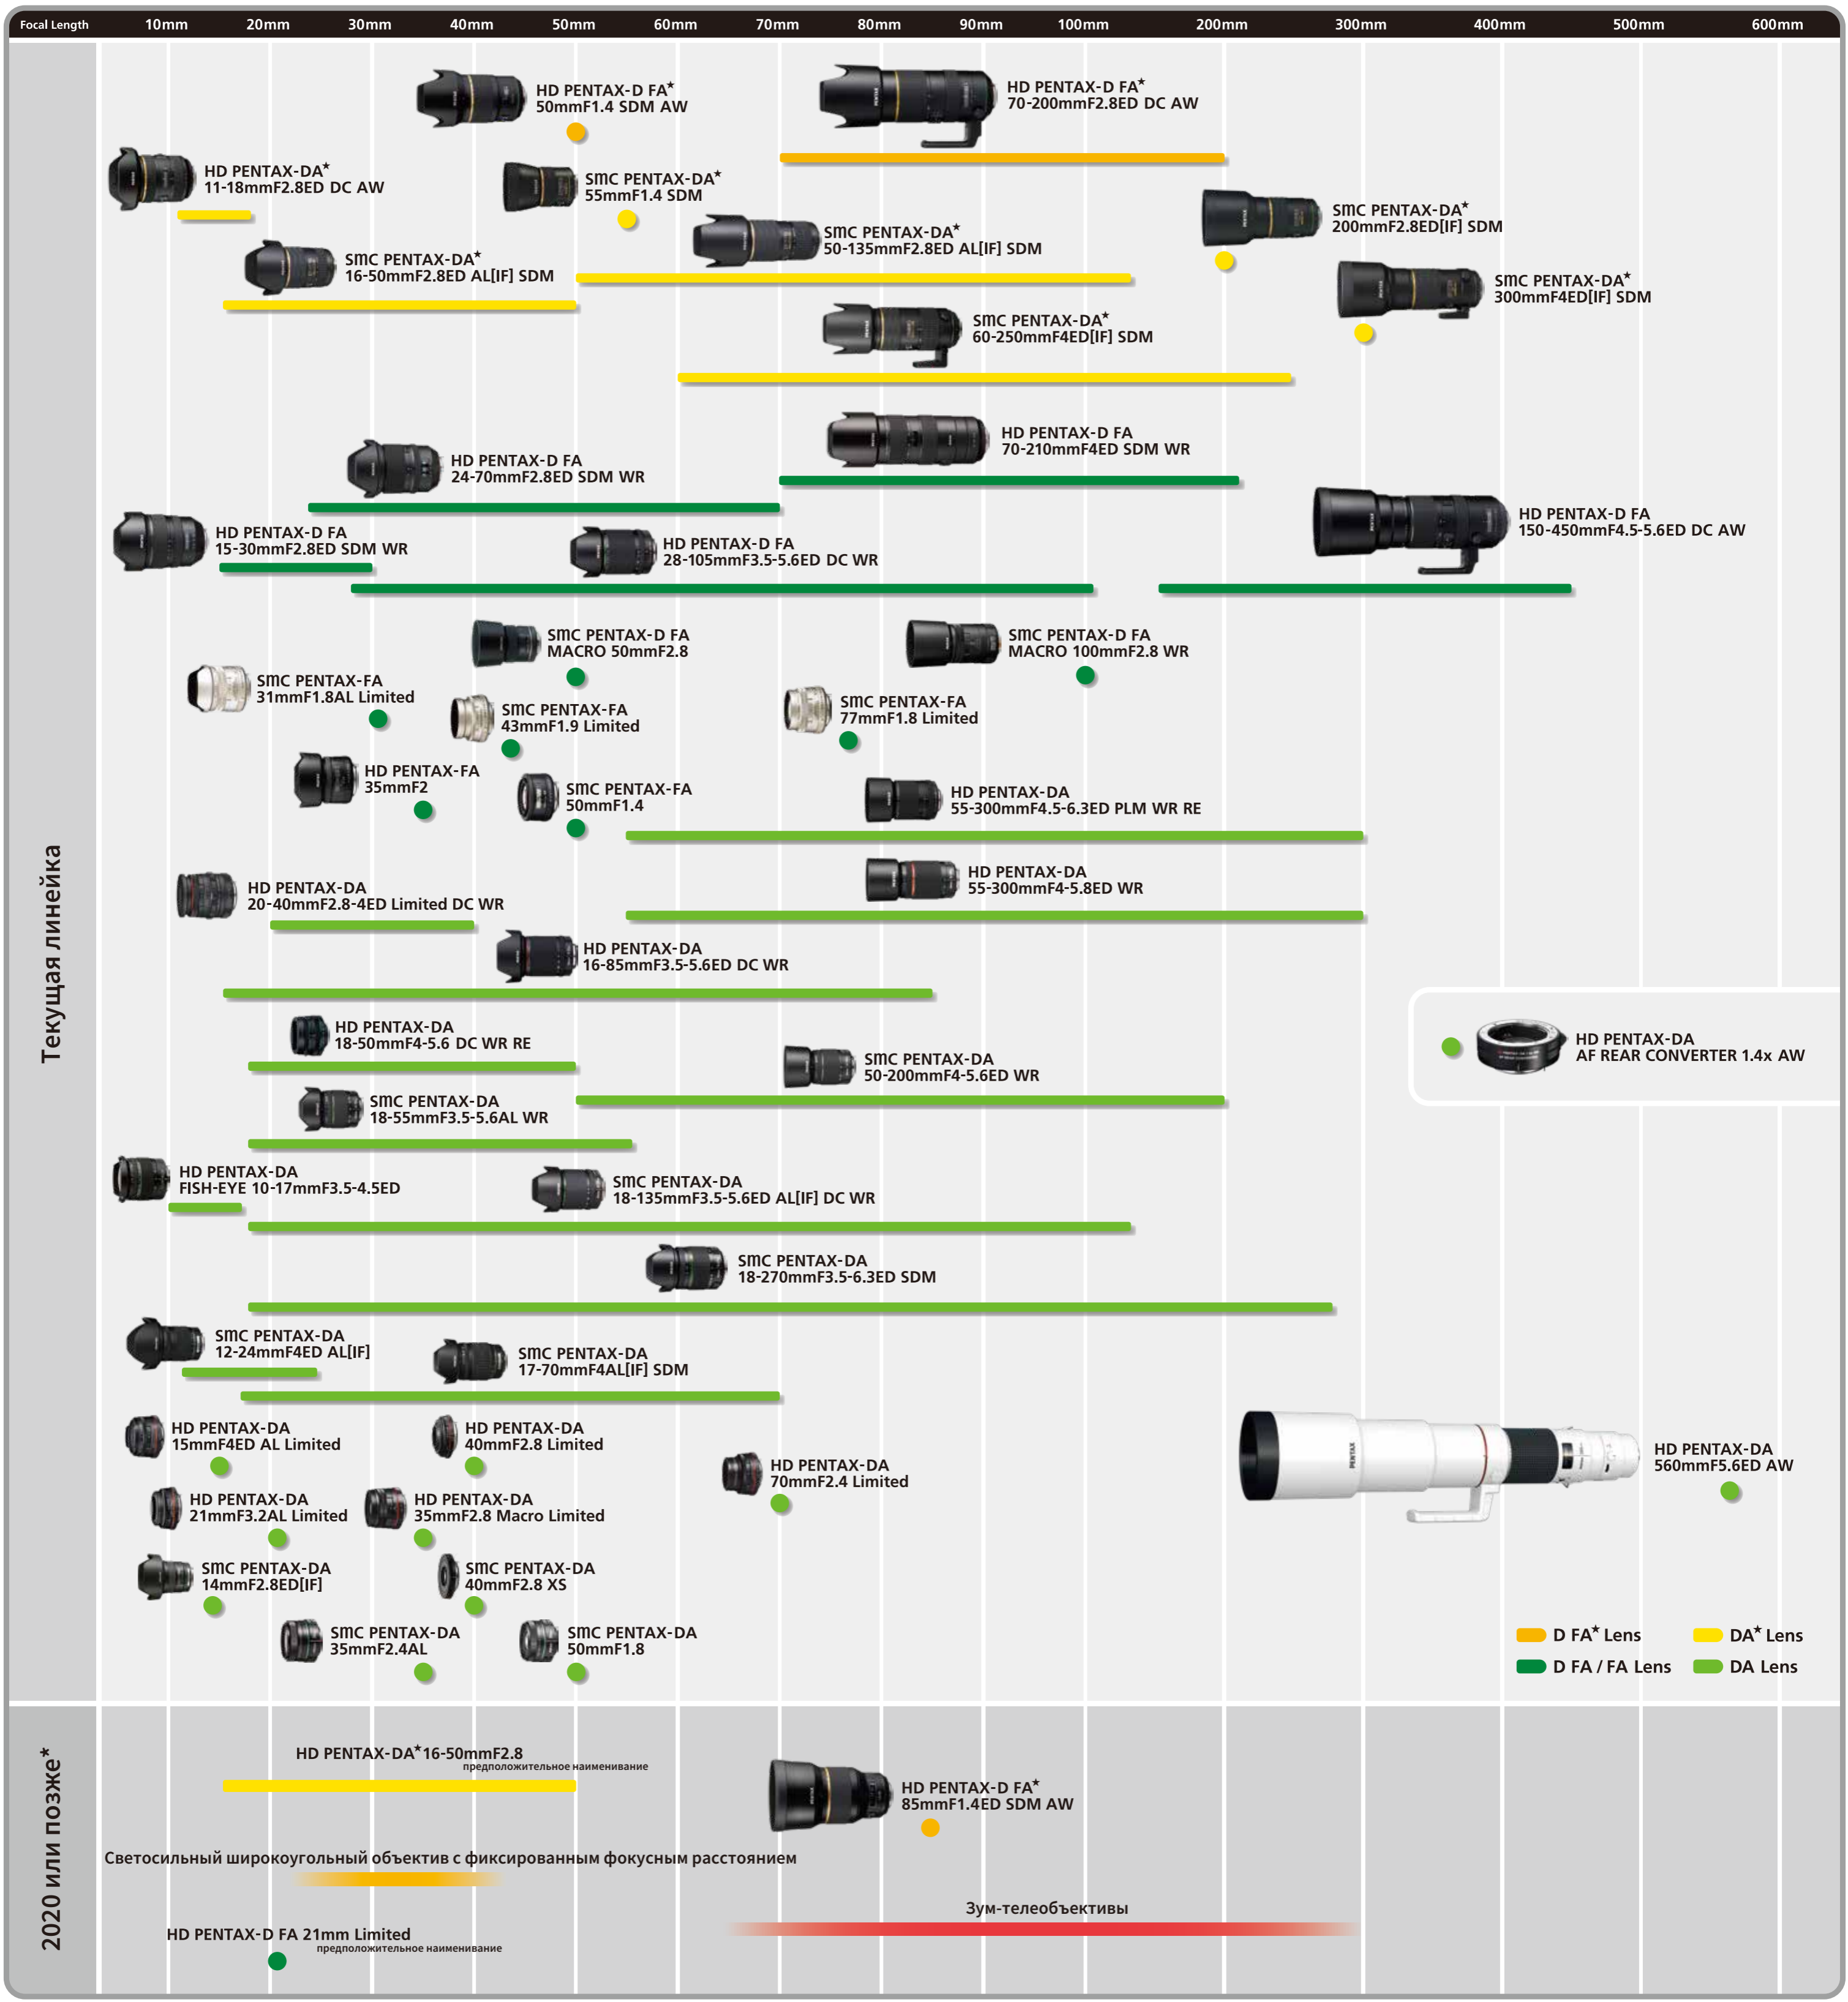 Focal Length 10mm 20mm 30mm 40mm 50mm 60mm 70mm 80mm 90mm 100mm 200mm 300mm 400mm 500mm 600mm
Текущая линейка
HD PENTAX-D FA★
50mmF1.4 SDM AW
HD PENTAX-D FA★
70-200mmF2.8ED DC AW
HD PENTAX-DA★
11-18mmF2.8ED DC AW
SMC PENTAX-DA★
55mmF1.4 SDM
SMC PENTAX-DA★
200mmF2.8ED[IF] SDM
SMC PENTAX-DA★
50-135mmF2.8ED AL[IF] SDM
SMC PENTAX-DA★
16-50mmF2.8ED AL[IF] SDM
SMC PENTAX-DA★
300mmF4ED[IF] SDM
SMC PENTAX-DA★
60-250mmF4ED[IF] SDM
HD PENTAX-D FA
70-210mmF4ED SDM WR
HD PENTAX-D FA
24-70mmF2.8ED SDM WR
HD PENTAX-D FA
150-450mmF4.5-5.6ED DC AW
HD PENTAX-D FA
15-30mmF2.8ED SDM WR
HD PENTAX-D FA
28-105mmF3.5-5.6ED DC WR
SMC PENTAX-D FA
MACRO 50mmF2.8
SMC PENTAX-D FA
MACRO 100mmF2.8 WR
SMC PENTAX-FA
31mmF1.8AL Limited
SMC PENTAX-FA
43mmF1.9 Limited
SMC PENTAX-FA
77mmF1.8 Limited
HD PENTAX-FA
35mmF2
SMC PENTAX-FA
50mmF1.4
HD PENTAX-DA
55-300mmF4.5-6.3ED PLM WR RE
HD PENTAX-DA
20-40mmF2.8-4ED Limited DC WR
HD PENTAX-DA
55-300mmF4-5.8ED WR
HD PENTAX-DA
16-85mmF3.5-5.6ED DC WR
HD PENTAX-DA
18-50mmF4-5.6 DC WR RE
HD PENTAX-DA
AF REAR CONVERTER 1.4x AW
SMC PENTAX-DA
50-200mmF4-5.6ED WR
SMC PENTAX-DA
18-55mmF3.5-5.6AL WR
HD PENTAX-DA
FISH-EYE 10-17mmF3.5-4.5ED
SMC PENTAX-DA
18-135mmF3.5-5.6ED AL[IF] DC WR
SMC PENTAX-DA
18-270mmF3.5-6.3ED SDM
SMC PENTAX-DA
12-24mmF4ED AL[IF]
SMC PENTAX-DA
17-70mmF4AL[IF] SDM
HD PENTAX-DA
15mmF4ED AL Limited
HD PENTAX-DA
40mmF2.8 Limited
HD PENTAX-DA
70mmF2.4 Limited
PENTAX
HD PENTAX-DA
560mmF5.6ED AW
HD PENTAX-DA
21mmF3.2AL Limited
HD PENTAX-DA
35mmF2.8 Macro Limited
SMC PENTAX-DA
14mmF2.8ED[IF]
SMC PENTAX-DA
40mmF2.8 XS
SMC PENTAX-DA
35mmF2.4AL
SMC PENTAX-DA
50mmF1.8
D FA★ Lens
DA★ Lens
D FA / FA Lens
DA Lens
2020 или позже*
HD PENTAX-DA★16-50mmF2.8
предположительное наименивание
HD PENTAX-D FA★
85mmF1.4ED SDM AW
Светосильный широкоугольный объектив с фиксированным фокусным расстоянием
Зум-телеобъективы
HD PENTAX-D FA 21mm Limited
предположительное наименивание